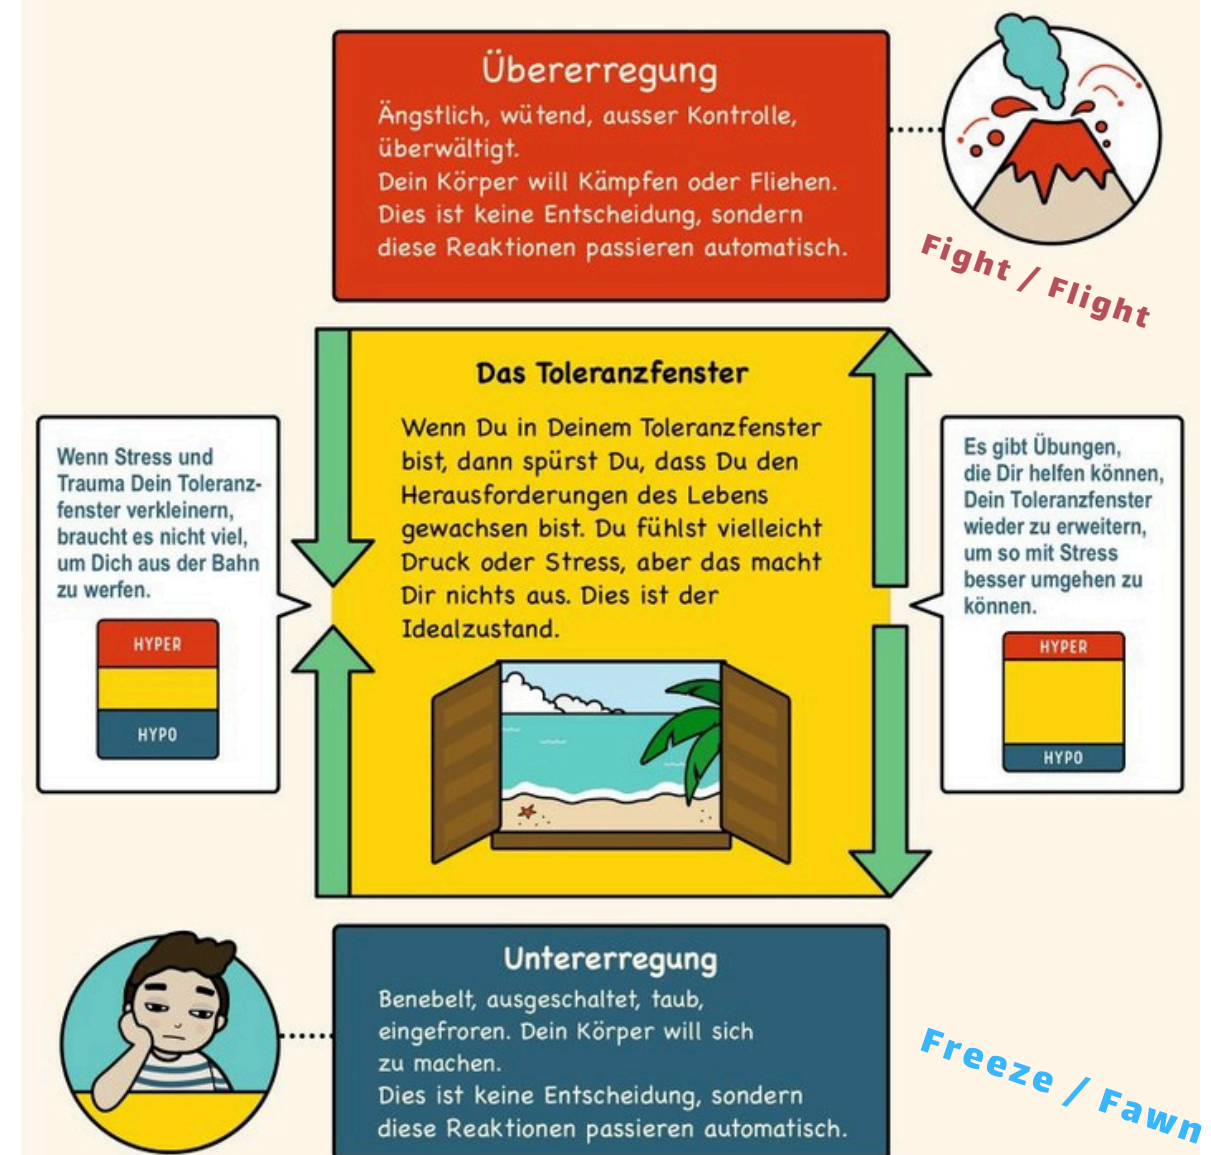 Übererregung
Ängstlich, wütend, ausser Kontrolle,
überwältigt.
Dein Körper will Kämpfen oder Fliehen.
Dies ist keine Entscheidung, sondern
diese Reaktionen passieren automatisch.
Fight / Flight
Das Toleranzfenster
Wenn Du in Deinem Toleranzfenster
bist, dann spürst Du, dass Du den
Herausforderungen des Lebens
gewachsen bist. Du fühlst vielleicht
Druck oder Stress, aber das macht
Dir nichts aus. Dies ist der
Idealzustand.
Wenn Stress und
Trauma Dein Toleranz-
fenster verkleinern,
braucht es nicht viel,
um Dich aus der Bahn
zu werfen.
HYPER
HYPO
Es gibt Übungen,
die Dir helfen können,
Dein Toleranzfenster
wieder zu erweitern,
um so mit Stress
besser umgehen zu
können.
HYPER
HYPO
Untererregung
Benebelt, ausgeschaltet, taub,
eingefroren. Dein Körper will sich
zu machen.
Dies ist keine Entscheidung, sondern
diese Reaktionen passieren automatisch.
Freeze / Fawn